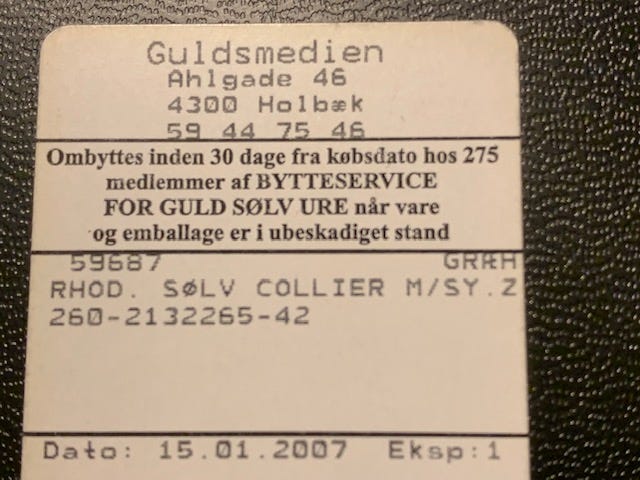 Guldsmedien
Ahlgade 46
4300 Holbæk
59 44 75 46
Ombyttes inden 30 dage fra købsdato hos 275
medlemmer af BYTTESERVICE
FOR GULD SØLV URE når vare
og emballage er i ubeskadiget stand
59687 GRÆH
RHOD. SØLV COLLIER M/SY.Z
260-2132265-42
Dato: 15.01.2007 Eksp:1